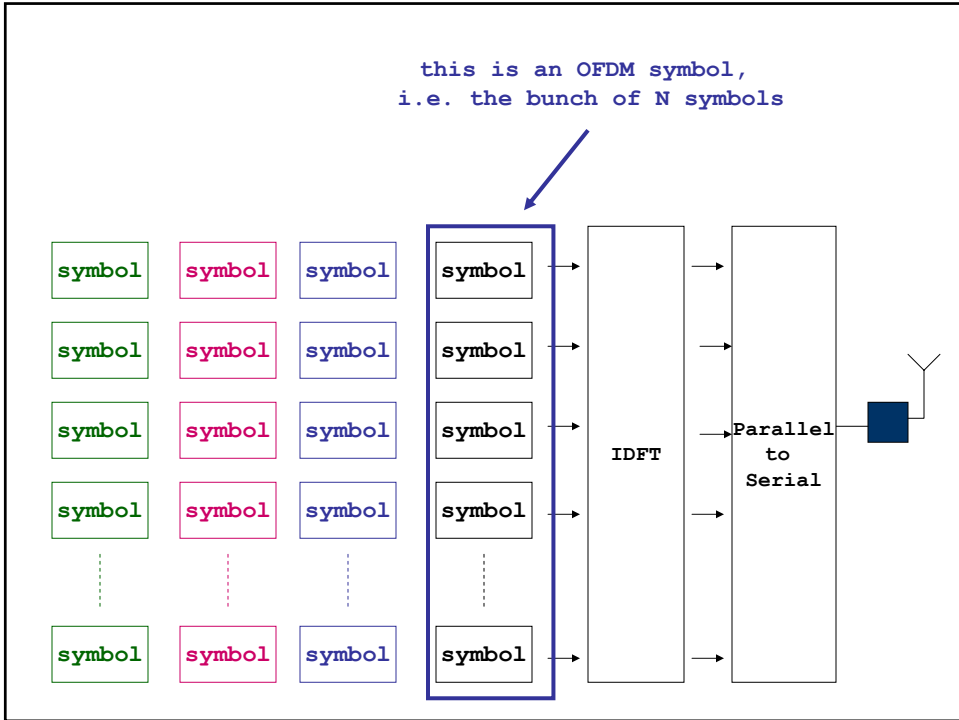 this is an OFDM symbol,
i.e. the bunch of N symbols
symbol symbol symbol symbol
symbol symbol symbol symbol
symbol symbol symbol symbol
symbol symbol symbol symbol
symbol symbol symbol symbol
IDFT
Parallel
to
Serial